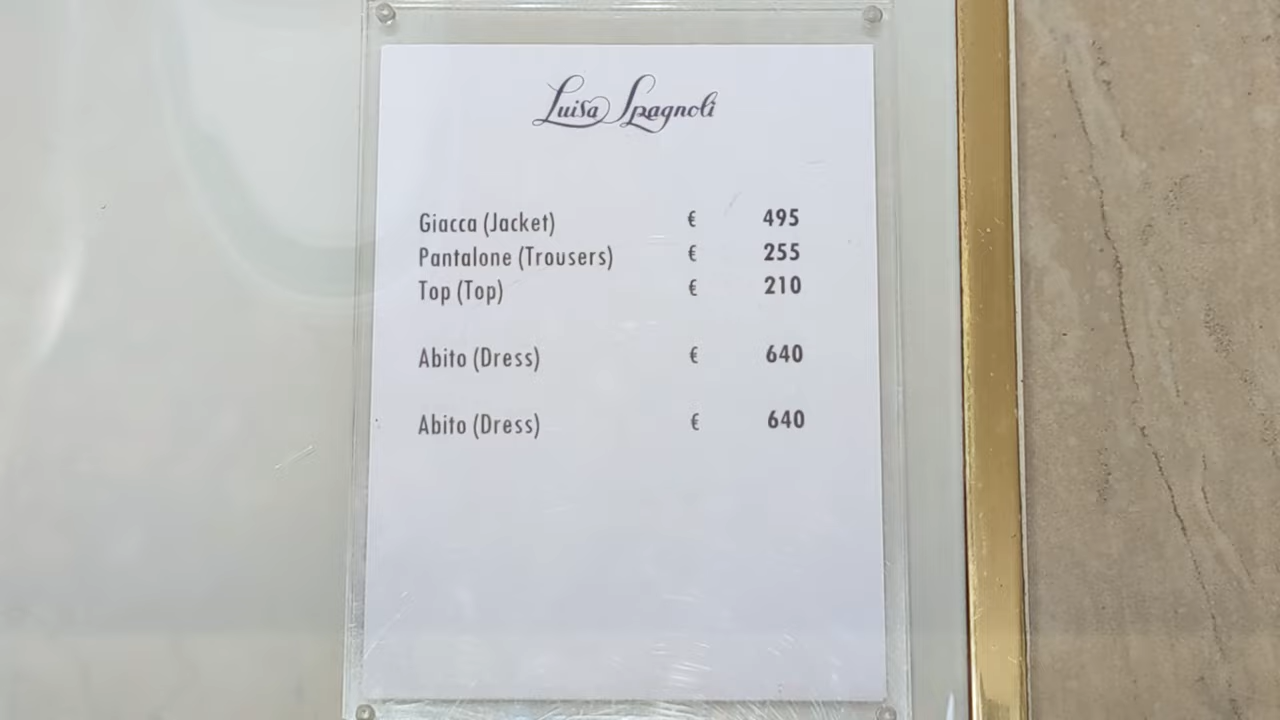 Luisa Spagnoli
Giacca (Jacket) € 495
Pantalone (Trousers) € 255
Top (Top) € 210
Abito (Dress) € 640
Abito (Dress) € 640